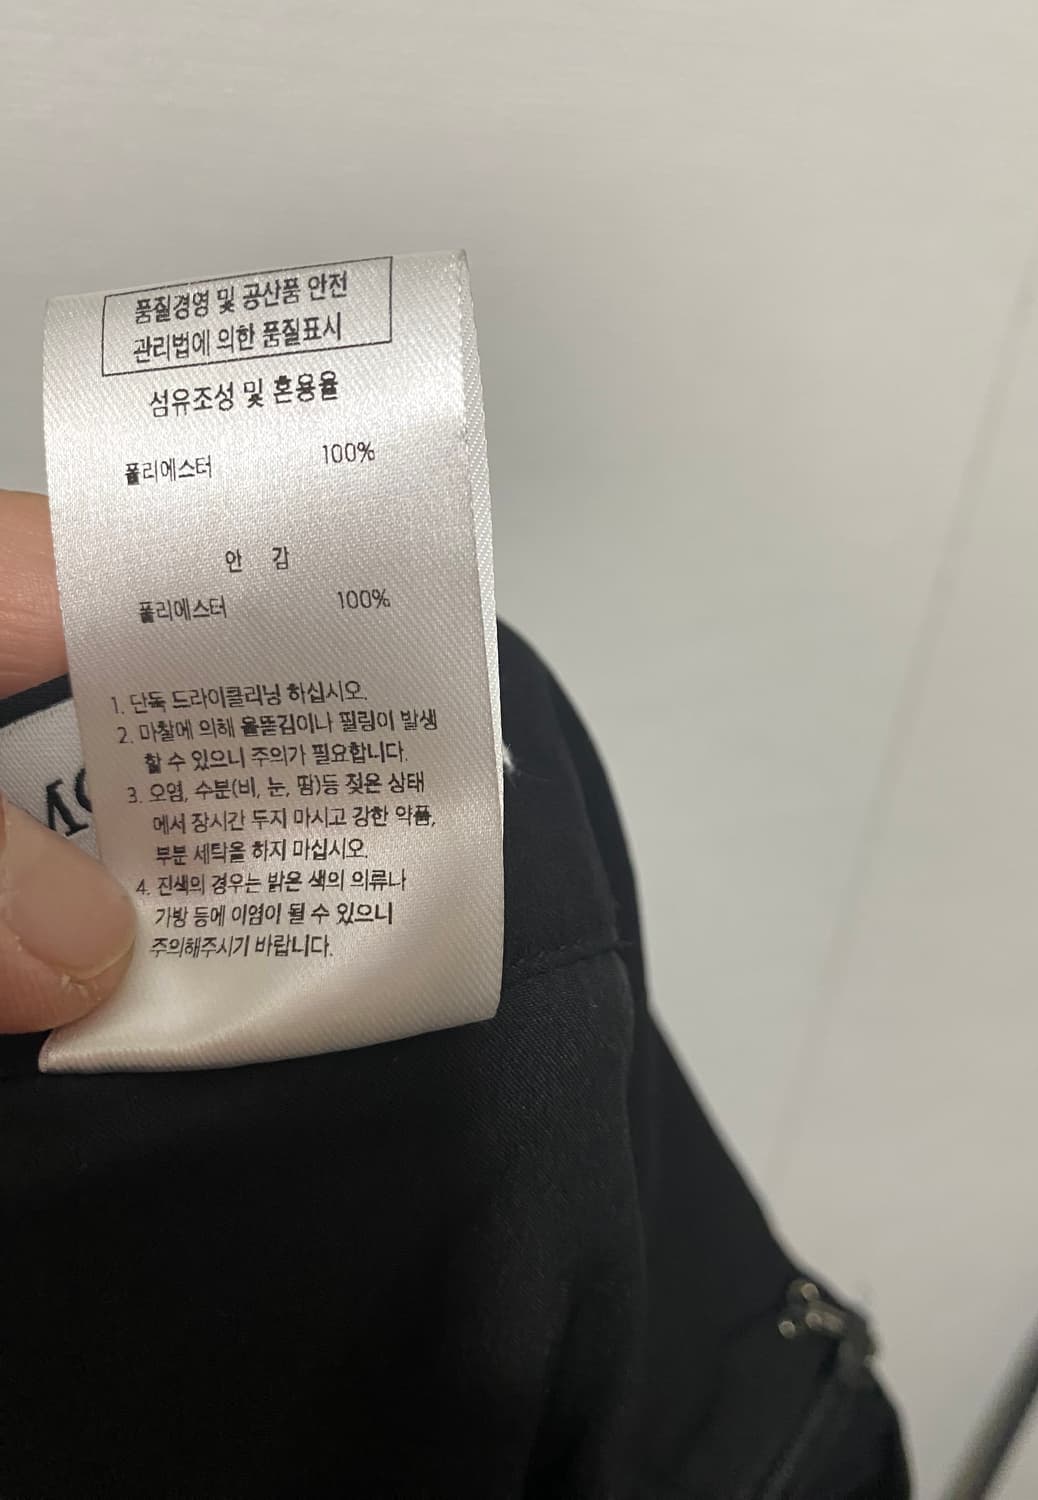 품질경영 및 공산품 안전
관리법에 의한 품질표시
섬유조성 및 혼용율
폴리에스터 100%
안 감
폴리에스터 100%
1. 단독 드라이클리닝 하십시오.
2. 마찰에 의해 올뜯김이나 필링이 발생
할 수 있으니 주의가 필요합니다.
3. 오염, 수분(비, 눈, 땀)등 젖은 상태
에서 장시간 두지 마시고 강한 약품,
부분 세탁을 하지 마십시오.
4. 진색의 경우는 밝은 색의 의류나
가방 등에 이염이 될 수 있으니
주의해주시기 바랍니다.